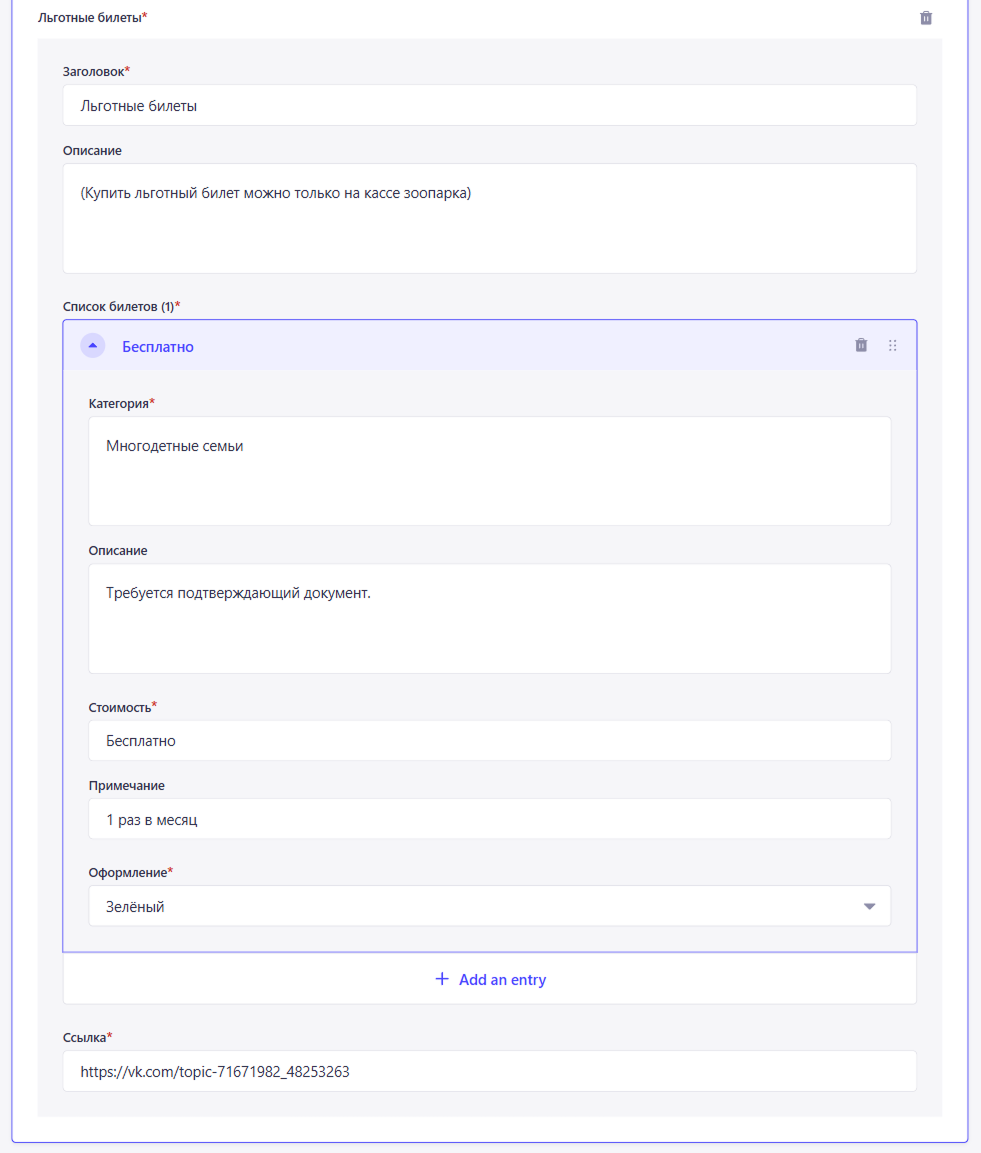 Льготные билеты*
Заголовок*
Льготные билеты
Описание
(Купить льготный билет можно только на кассе зоопарка)
Список билетов (1)*
Бесплатно
Категория*
Многодетные семьи
Описание
Требуется подтверждающий документ.
Стоимость*
Бесплатно
Примечание
1 раз в месяц
Оформление*
Зелёный
Add an entry
Ссылка*
https://vk.com/topic-71671982_48253263